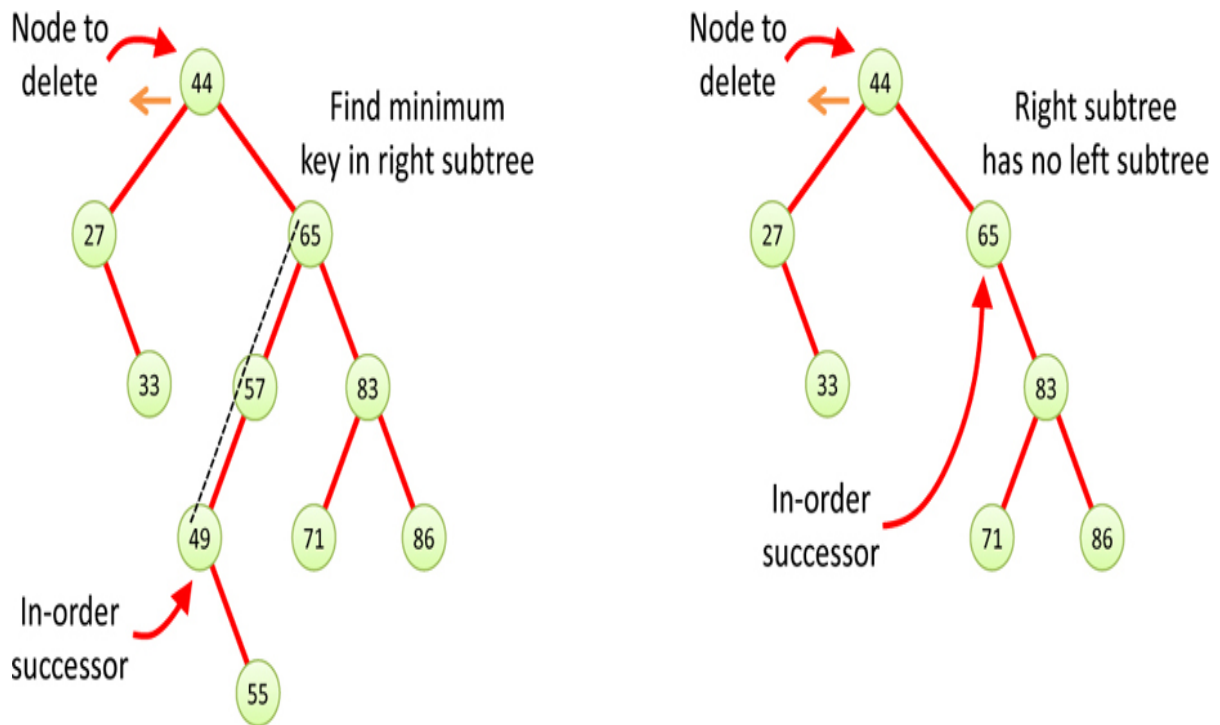 Node to
delete
44
Find minimum
key in right subtree
27
65
33
57
83
49
71
86
In-order
successor
55
Node to
delete
44
Right subtree
has no left subtree
27
65
33
83
In-order
successor
71
86